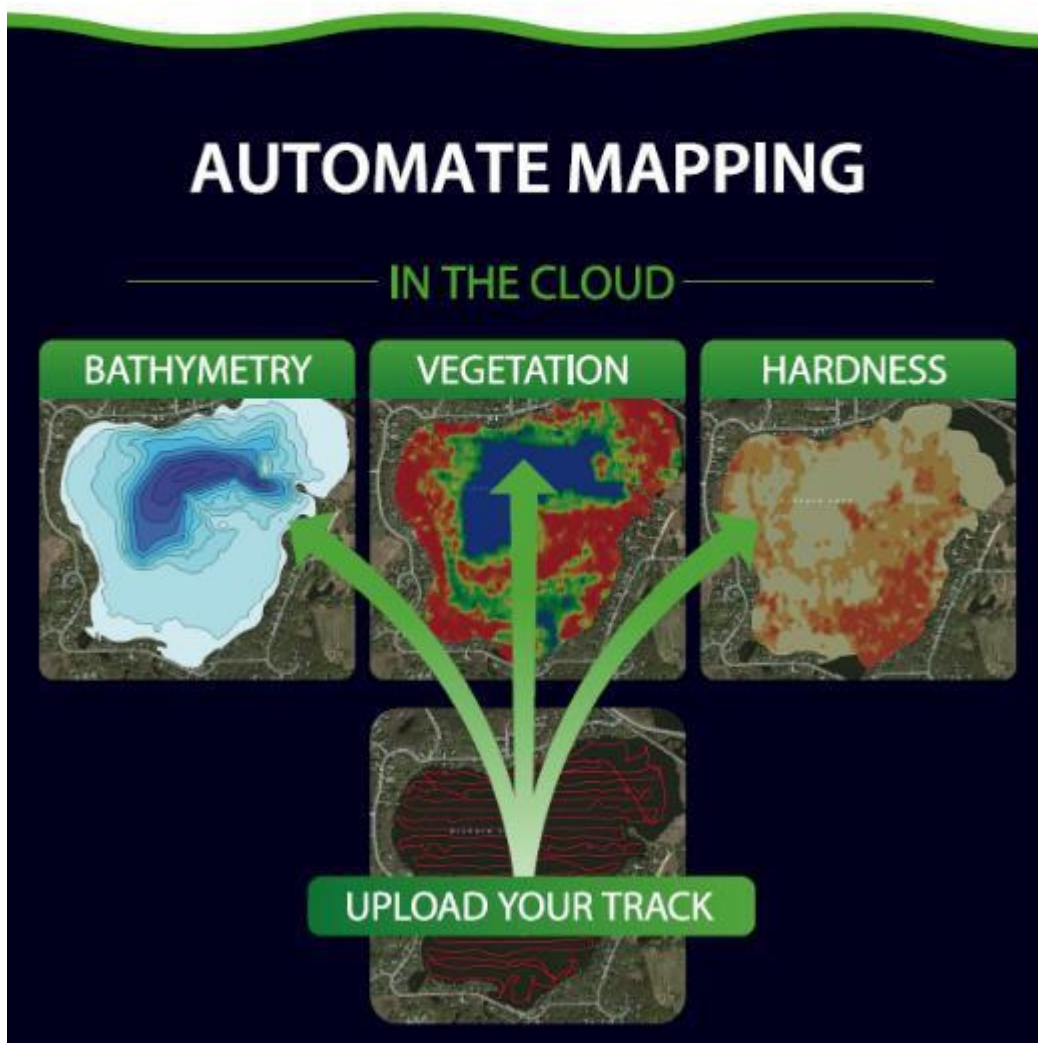 AUTOMATE MAPPING
IN THE CLOUD
BATHYMETRY
VEGETATION
HARDNESS
UPLOAD YOUR TRACK